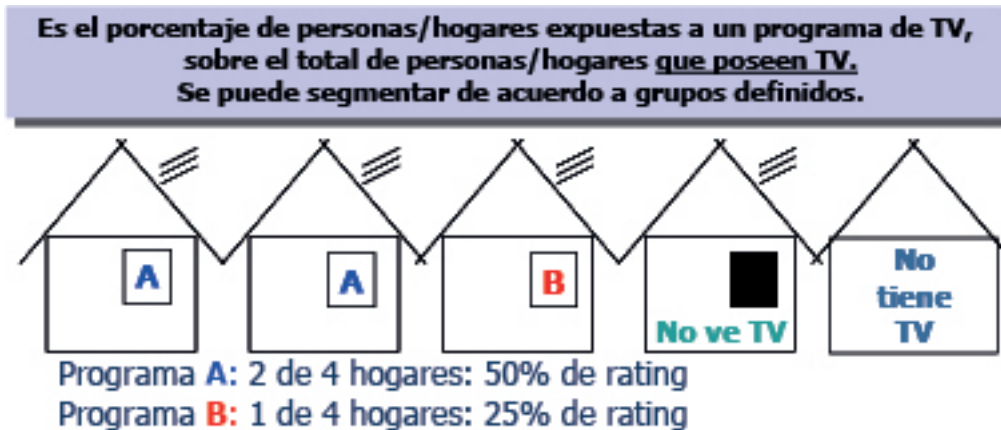 Es el porcentaje de personas/hogares expuestas a un programa de TV,
sobre el total de personas/hogares que poseen TV.
Se puede segmentar de acuerdo a grupos definidos.
A
A
B
No ve TV
No
tiene
TV
Programa A: 2 de 4 hogares: 50% de rating
Programa B: 1 de 4 hogares: 25% de rating